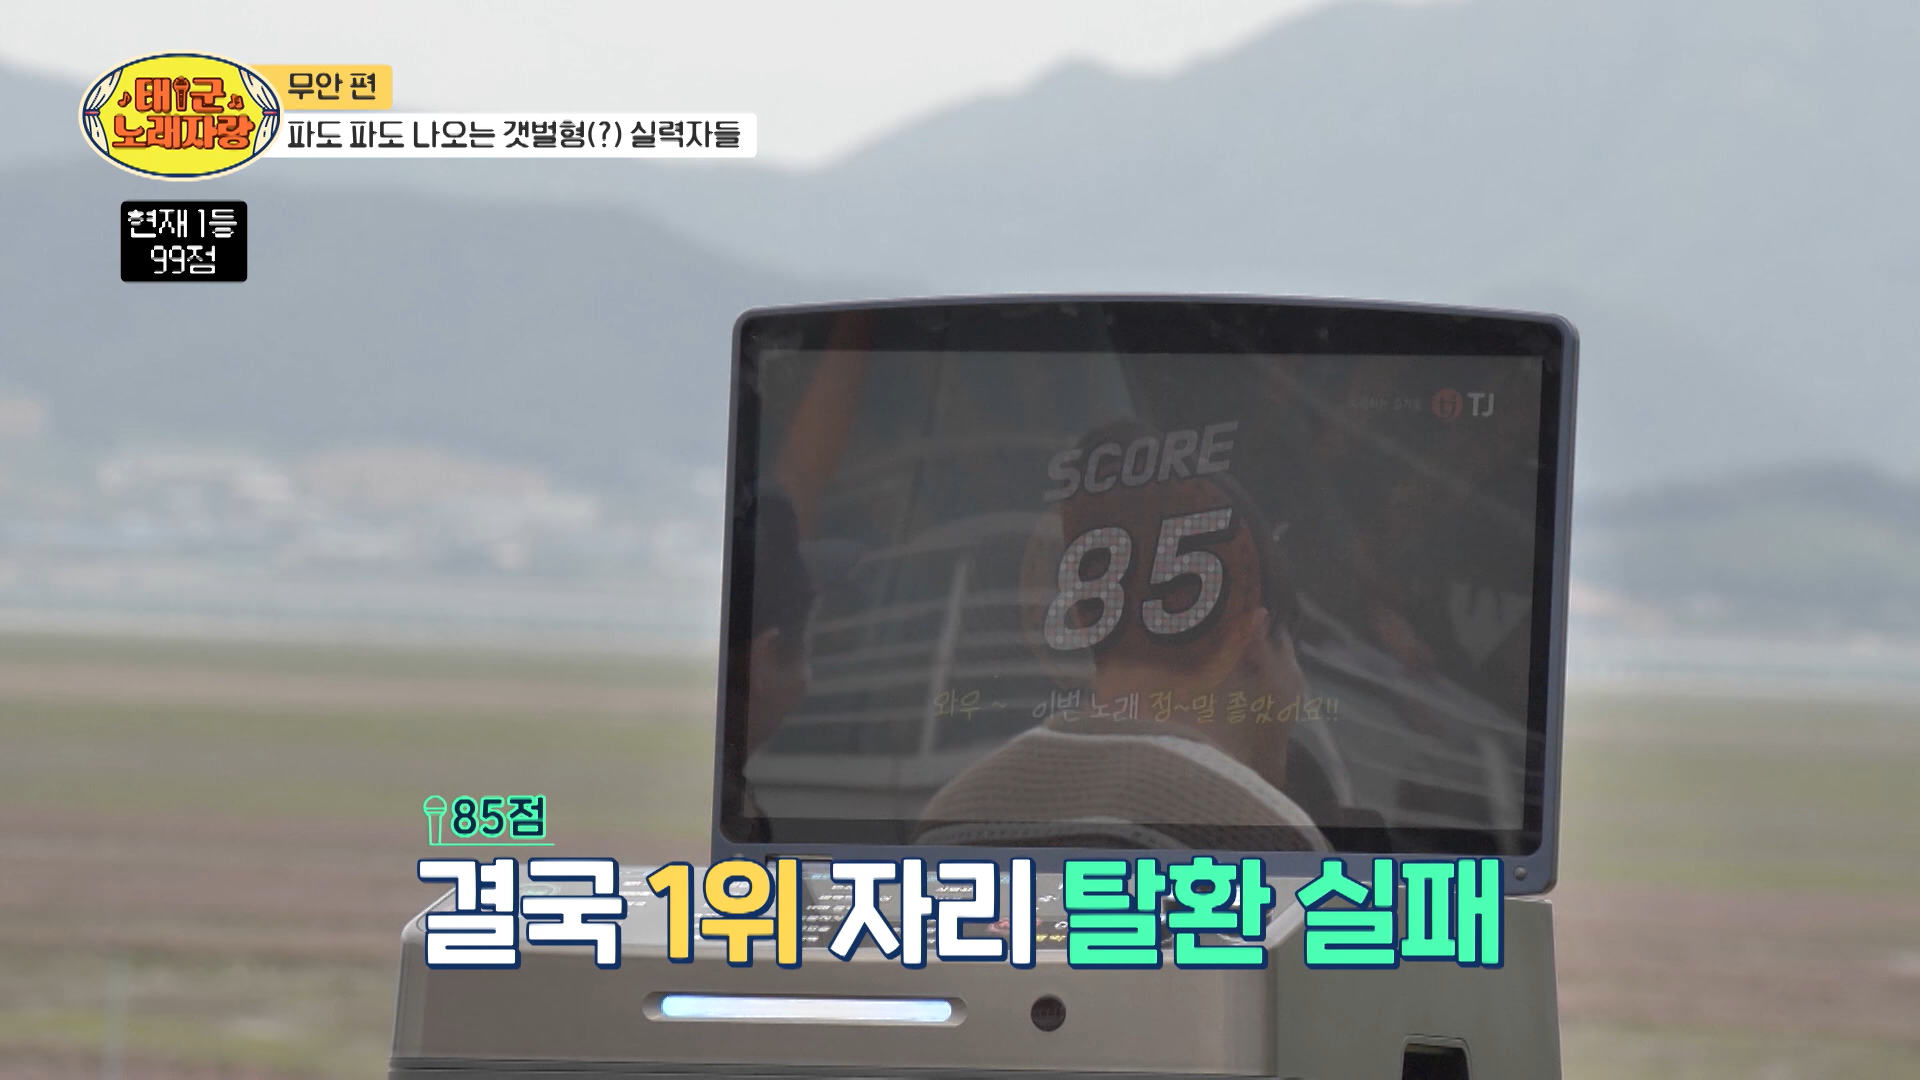 태군
노래자랑
무안 편
파도 파도 나오는 갯벌형(?) 실력자들
현재 1등
99점
TJ
SCORE
85
와우~ 이번 노래 정~말 좋았어요!!
85점
결국 1위 자리 탈환 실패